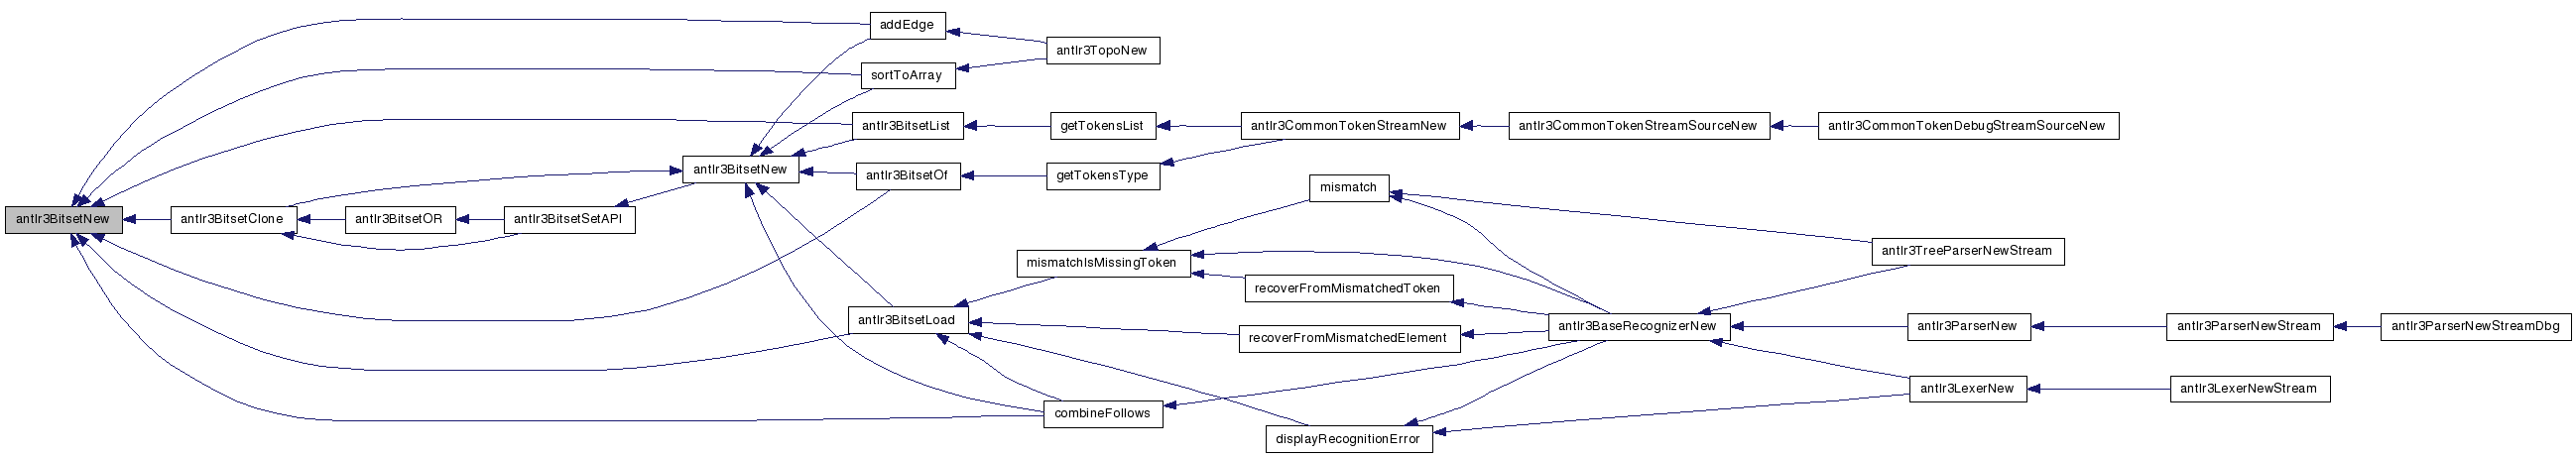 addEdge
antlr3TopoNew
sortToArray
antlr3BitsetList
getTokensList
antlr3CommonTokenStreamNew
antlr3CommonTokenStreamSourceNew
antlr3CommonTokenDebugStreamSourceNew
antlr3BitsetNew
antlr3BitsetOf
getTokensType
mismatch
antlr3BitsetNew
antlr3BitsetClone
antlr3BitsetOR
antlr3BitsetSetAPI
antlr3TreeParserNewStream
mismatchIsMissingToken
recoverFromMismatchedToken
antlr3BitsetLoad
antlr3BaseRecognizerNew
antlr3ParserNew
antlr3ParserNewStream
antlr3ParserNewStreamDbg
recoverFromMismatchedElement
antlr3LexerNew
antlr3LexerNewStream
combineFollows
displayRecognitionError